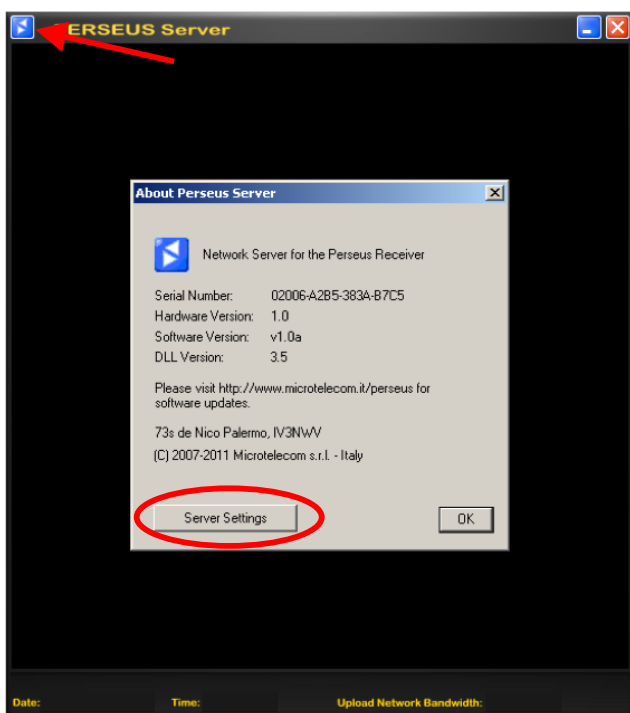 PERSEUS Server
About Perseus Server
Network Server for the Perseus Receiver
Serial Number: 02006-A2B5-383A-B7C5
Hardware Version: 1.0
Software Version: v1.0a
DLL Version: 3.5
Please visit http://www.microtelecom.it/perseus for
software updates.
73s de Nico Palermo, IV3NWV
(C) 2007-2011 Microtelecom s.r.l. - Italy
Server Settings
OK
Date:
Time:
Upload Network Bandwidth: